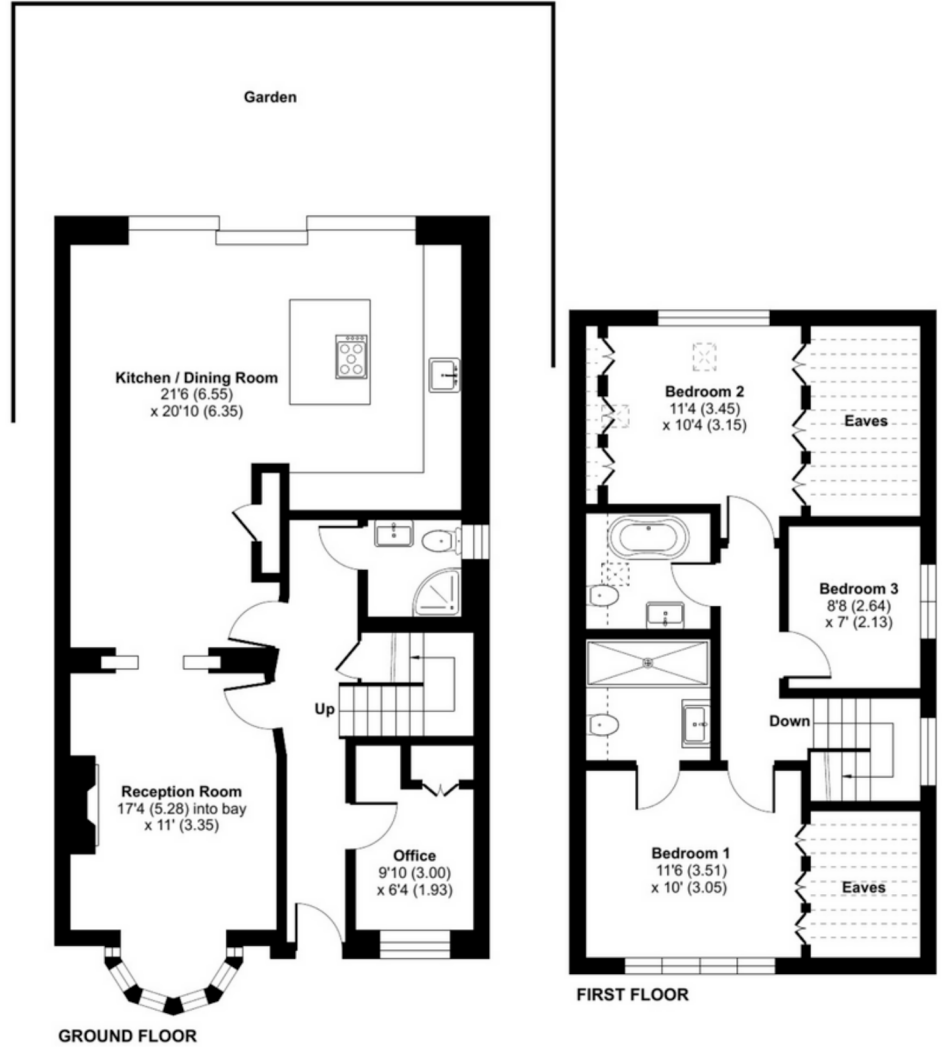 Garden
Kitchen / Dining Room
21'6 (6.55)
x 20'10 (6.35)
Up
Reception Room
17'4 (5.28) into bay
x 11' (3.35)
Office
9'10 (3.00)
x 6'4 (1.93)
GROUND FLOOR
Bedroom 2
11'4 (3.45)
x 10'4 (3.15)
Eaves
Bedroom 3
8'8 (2.64)
x 7' (2.13)
Down
Bedroom 1
11'6 (3.51)
x 10' (3.05)
Eaves
FIRST FLOOR